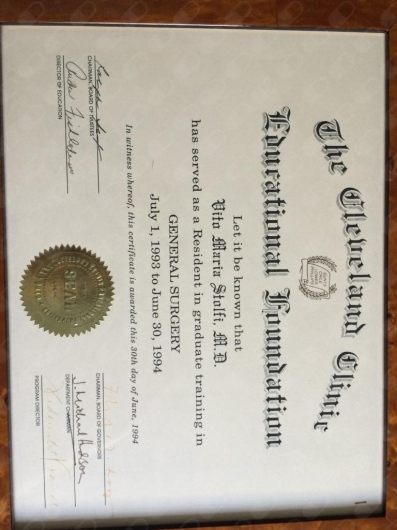 The Cleveland Clinic
Educational Foundation
Let it be known that
Vito Maria Stolfi, M.D.
has served as a Resident in graduate training in
GENERAL SURGERY
July 1, 1993 to June 30, 1994
In witness whereof, this certificate is awarded this 30th day of June, 1994
CHAIRMAN, BOARD OF TRUSTEES
DIRECTOR OF EDUCATION
SEAL
CHAIRMAN, BOARD OF GOVERNORS
DEPARTMENT CHAIRMAN
PROGRAM DIRECTOR